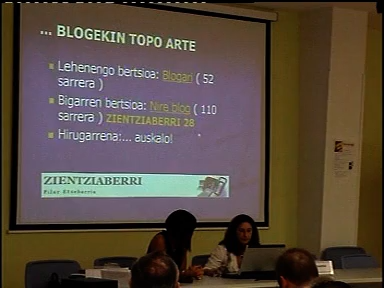 ... BLOGEKIN TOPO ARTE
Lehenengo bertsioa: Blogari ( 52
sarrera )
Bigarren bertsioa: Nire blog ( 110
sarrera ) ZIENTZIABERRI 28
Hirugarrena:... auskalo!
ZIENTZIABERRI
Pilar Etxeberria